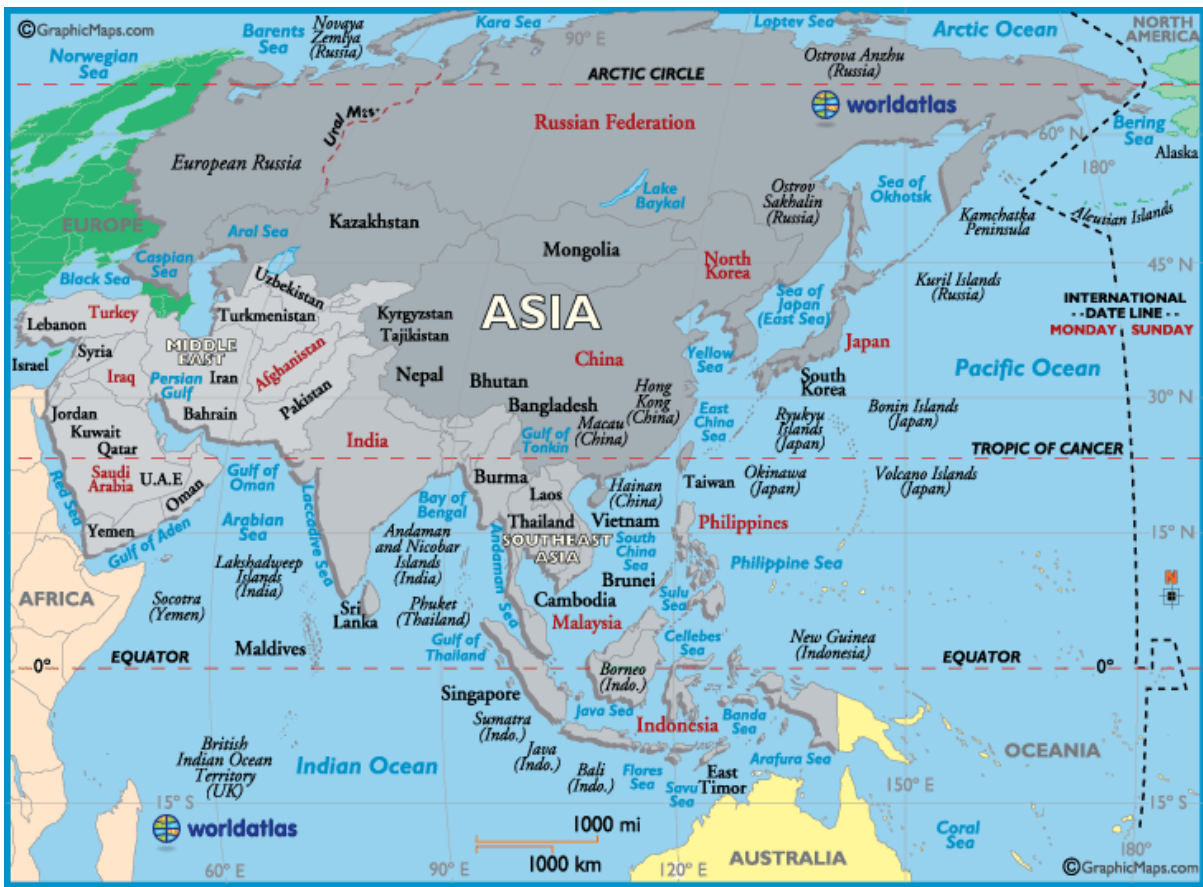 ©GraphicMaps.com
Norwegian
Sea
Barents
Sea
Novaya
Zemlya
(Russia)
Kara Sea
90° E
Laptev Sea
Arctic Ocean
NORTH
AMERICA
ARCTIC CIRCLE
Ostrova Anzhu
(Russia)
worldatlas
Ural Mts.
Russian Federation
European Russia
60° N
Bering
Sea
180°
Alaska
EUROPE
Kazakhstan
Aral Sea
Lake
Baykal
Ostrov
Sakhalin
(Russia)
Sea of
Okhotsk
Kamchatka
Peninsula
Aleutian Islands
Mongolia
North
Korea
Caspian
Sea
Black Sea
45° N
Kuril Islands
(Russia)
Uzbekistan
Turkmenistan
Kyrgyzstan
Tajikistan
ASIA
Sea of
Japan
(East Sea)
INTERNATIONAL
--DATE LINE--
MONDAY
SUNDAY
Turkey
Lebanon
Syria
Israel
Iraq
MIDDLE
EAST
Persian
Gulf
Iran
Afghanistan
Pakistan
Nepal
Bhutan
China
Yellow
Sea
Japan
South
Korea
Pacific Ocean
30° N
Jordan
Kuwait
Qatar
Bahrain
India
Bangladesh
Hong
Kong
(China)
Macau
(China)
Gulf of
Tonkin
East
China
Sea
Ryukyu
Islands
(Japan)
Bonin Islands
(Japan)
TROPIC OF CANCER
Saudi
Arabia
U.A.E
Oman
Red Sea
Gulf of
Oman
Burma
Laos
Hainan
(China)
Taiwan
Okinawa
(Japan)
Volcano Islands
(Japan)
Yemen
Gulf of Aden
Arabian
Sea
Laccadive Sea
Bay of
Bengal
Andaman
and Nicobar
Islands
(India)
Andaman Sea
Thailand
SOUTHEAST
ASIA
Vietnam
South
China
Sea
Philippines
15° N
Philippine Sea
Lakshadweep
Islands
(India)
AFRICA
Socotra
(Yemen)
Sri
Lanka
Phuket
(Thailand)
Cambodia
Brunei
Sulu
Sea
N
Malaysia
Maldives
Gulf of
Thailand
Cellebes
Sea
New Guinea
(Indonesia)
0°
EQUATOR
EQUATOR
0°
Borneo
(Indo.)
Singapore
Sumatra
(Indo.)
Java Sea
Indonesia
Banda
Sea
British
Indian Ocean
Territory
(UK)
Indian Ocean
Java
(Indo.)
Bali
(Indo.)
Flores
Sea
Savu
Sea
East
Timor
Arafura Sea
OCEANIA
15° S
150° E
15° S
worldatlas
1000 mi
1000 km
60° E
90° E
120° E
AUSTRALIA
Coral
Sea
180°
©GraphicMaps.com